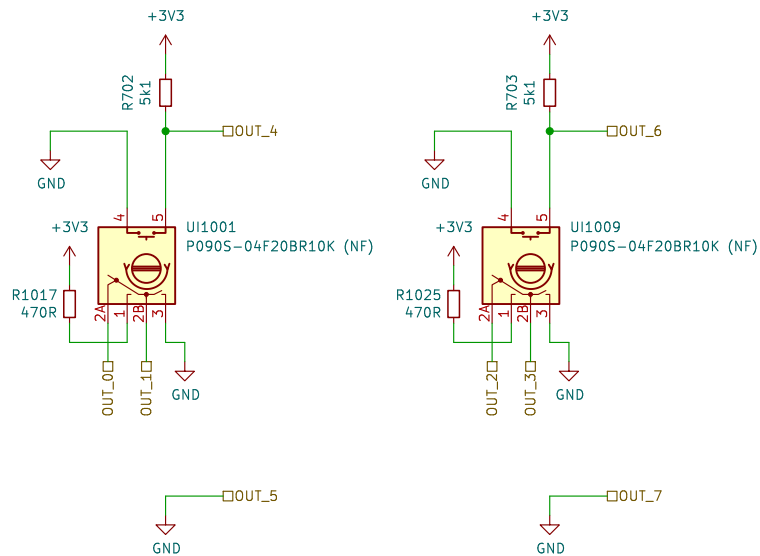 +3V3
+3V3
R702
5k1
R703
5k1
OUT_4
OUT_6
GND
GND
4
5
4
5
UI1001
P090S-04F20BR10K (NF)
UI1009
P090S-04F20BR10K (NF)
+3V3
+3V3
R1017
470R
R1025
470R
2A
1
2B
3
2A
1
2B
3
OUT_0
OUT_1
GND
OUT_2
OUT_3
GND
OUT_5
OUT_7
GND
GND